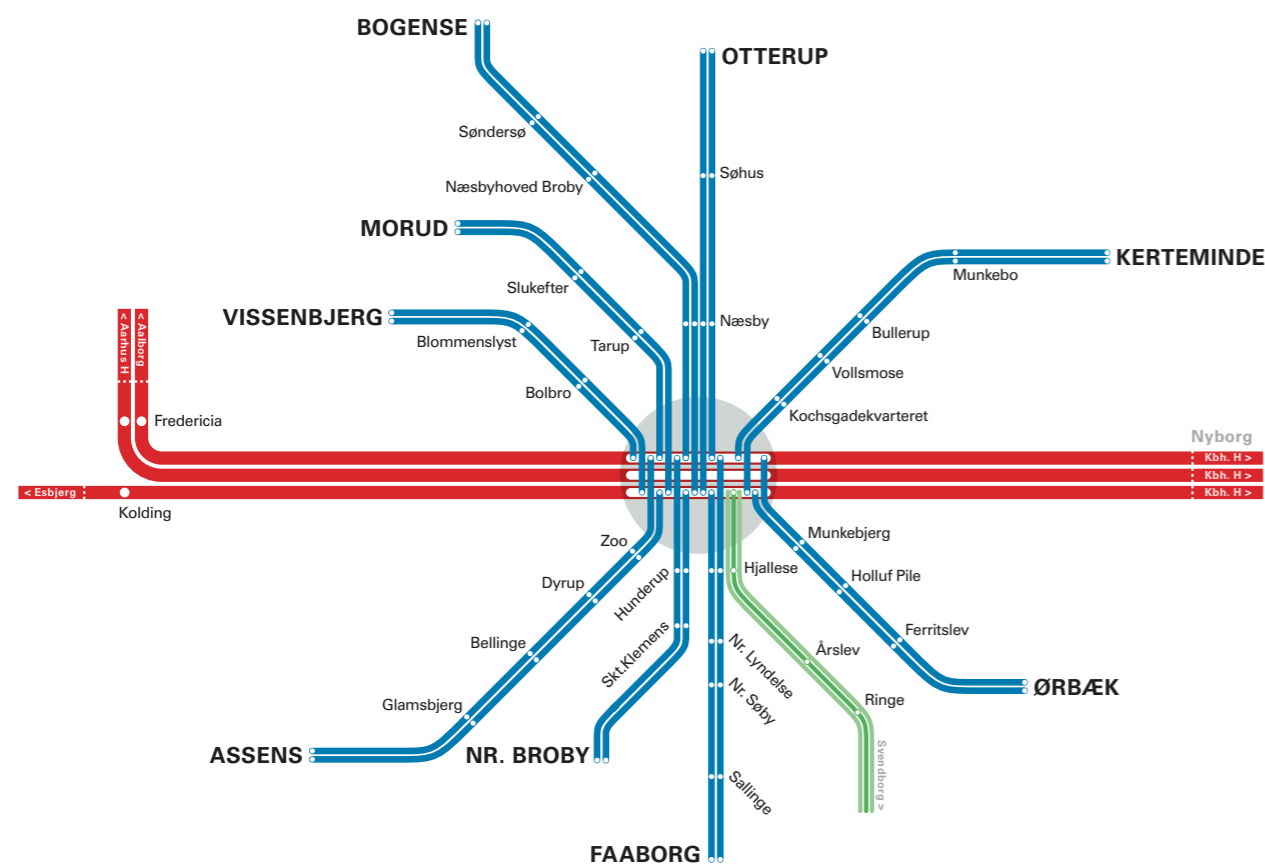 BOGENSE
OTTERUP
Søndersø
Søhus
Næsbyhoved Broby
MORUD
KERTEMINDE
Munkebo
Slukefter
VISSENBJERG
Næsby
Bullerup
Blommenslyst
Tarup
Vollsmose
< Aarhus H
< Aalborg
Bolbro
Kochsgadekvarteret
Fredericia
Nyborg
Kbh. H >
Kbh. H >
< Esbjerg
Kbh. H >
Kolding
Zoo
Munkebjerg
Hjallese
Holluf Pile
Dyrup
Hunderup
Ferritslev
Bellinge
Skt.Klemens
Nr. Lyndelse
Årslev
ØRBÆK
Glamsbjerg
Nr. Søby
Ringe
ASSENS
NR. BROBY
Svendborg >
Sallinge
FAABORG